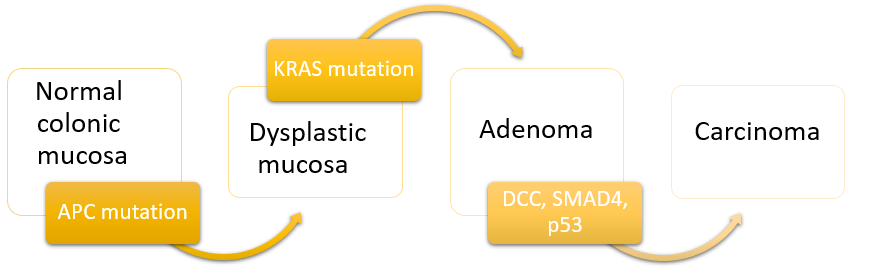 Normal
colonic
mucosa
APC mutation
Dysplastic
mucosa
KRAS mutation
Adenoma
DCC, SMAD4,
p53
Carcinoma